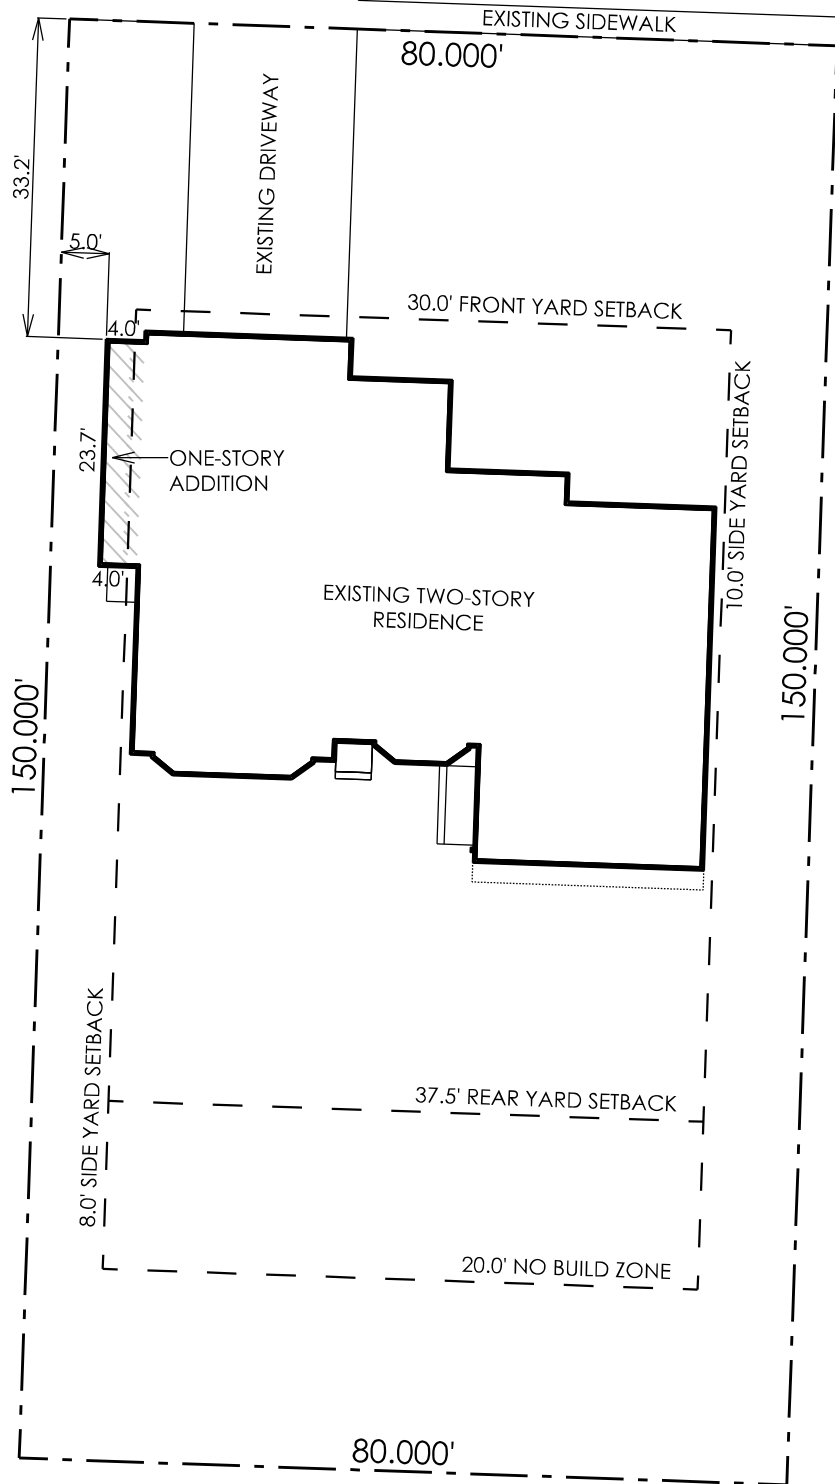 EXISTING SIDEWALK
80.000'
33.2'
EXISTING DRIVEWAY
5.0'
30.0' FRONT YARD SETBACK
4.0'
10.0' SIDE YARD SETBACK
23.7'
ONE-STORY
ADDITION
4.0'
EXISTING TWO-STORY
RESIDENCE
150.000'
150.000'
8.0' SIDE YARD SETBACK
37.5' REAR YARD SETBACK
20.0' NO BUILD ZONE
80.000'